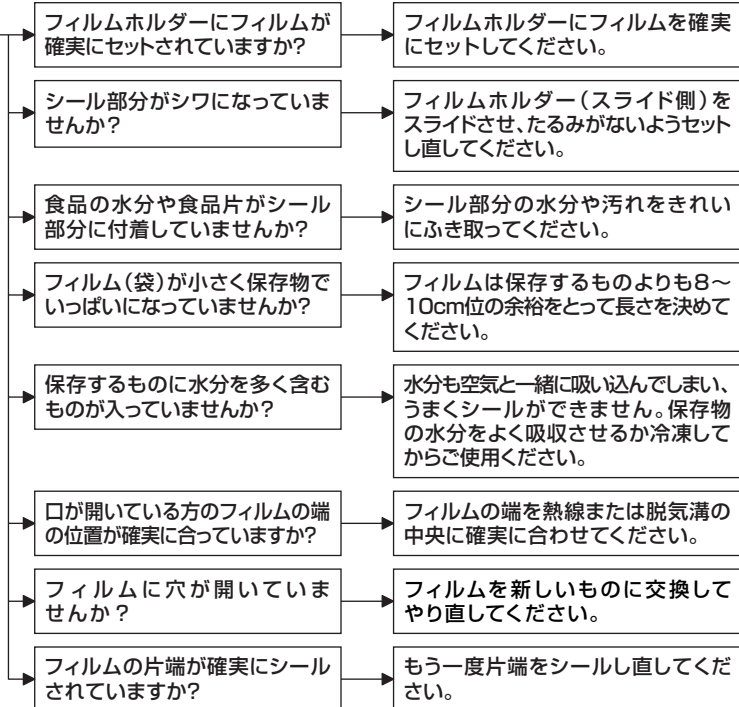 フィルムホルダーにフィルムが
確実にセットされていますか?
フィルムホルダーにフィルムを確実
にセットしてください。
シール部分がシワになっていま
せんか?
フィルムホルダー(スライド側)を
スライドさせ、たるみがないようセット
し直してください。
食品の水分や食品片がシール
部分に付着していませんか?
シール部分の水分や汚れをきれい
にふき取ってください。
フィルム(袋)が小さく保存物で
いっぱいになっていませんか?
フィルムは保存するものよりも8〜
10cm位の余裕をとって長さを決めて
ください。
保存するものに水分を多く含む
ものが入っていませんか?
水分も空気と一緒に吸い込んでしまい、
うまくシールができません。保存物
の水分をよく吸収させるか冷凍して
からご使用ください。
口が開いている方のフィルムの端
の位置が確実に合っていますか?
フィルムの端を熱線または脱気溝の
中央に確実に合わせてください。
フィルムに穴が開いていま
せんか?
フィルムを新しいものに交換して
やり直してください。
フィルムの片端が確実にシール
されていますか?
もう一度片端をシールし直してくだ
さい。